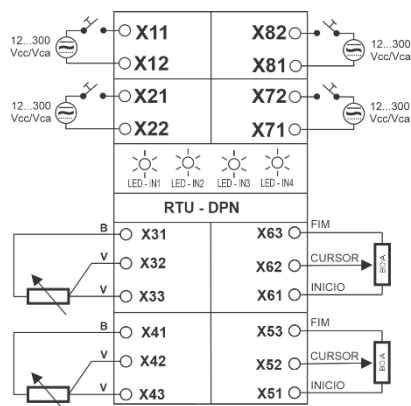 12...300
Vcc/Vca
X11
X12
X82
X81
12...300
Vcc/Vca
12...300
Vcc/Vca
X21
X22
X72
X71
12...300
Vcc/Vca
LED - IN1
LED - IN2
LED - IN3
LED - IN4
RTU - DPN
B
X31
V
X32
V
X33
X63
FIM
X62
CURSOR
X61
INICIO
BOIA
B
X41
V
X42
V
X43
X53
FIM
X52
CURSOR
X51
INICIO
BOIA